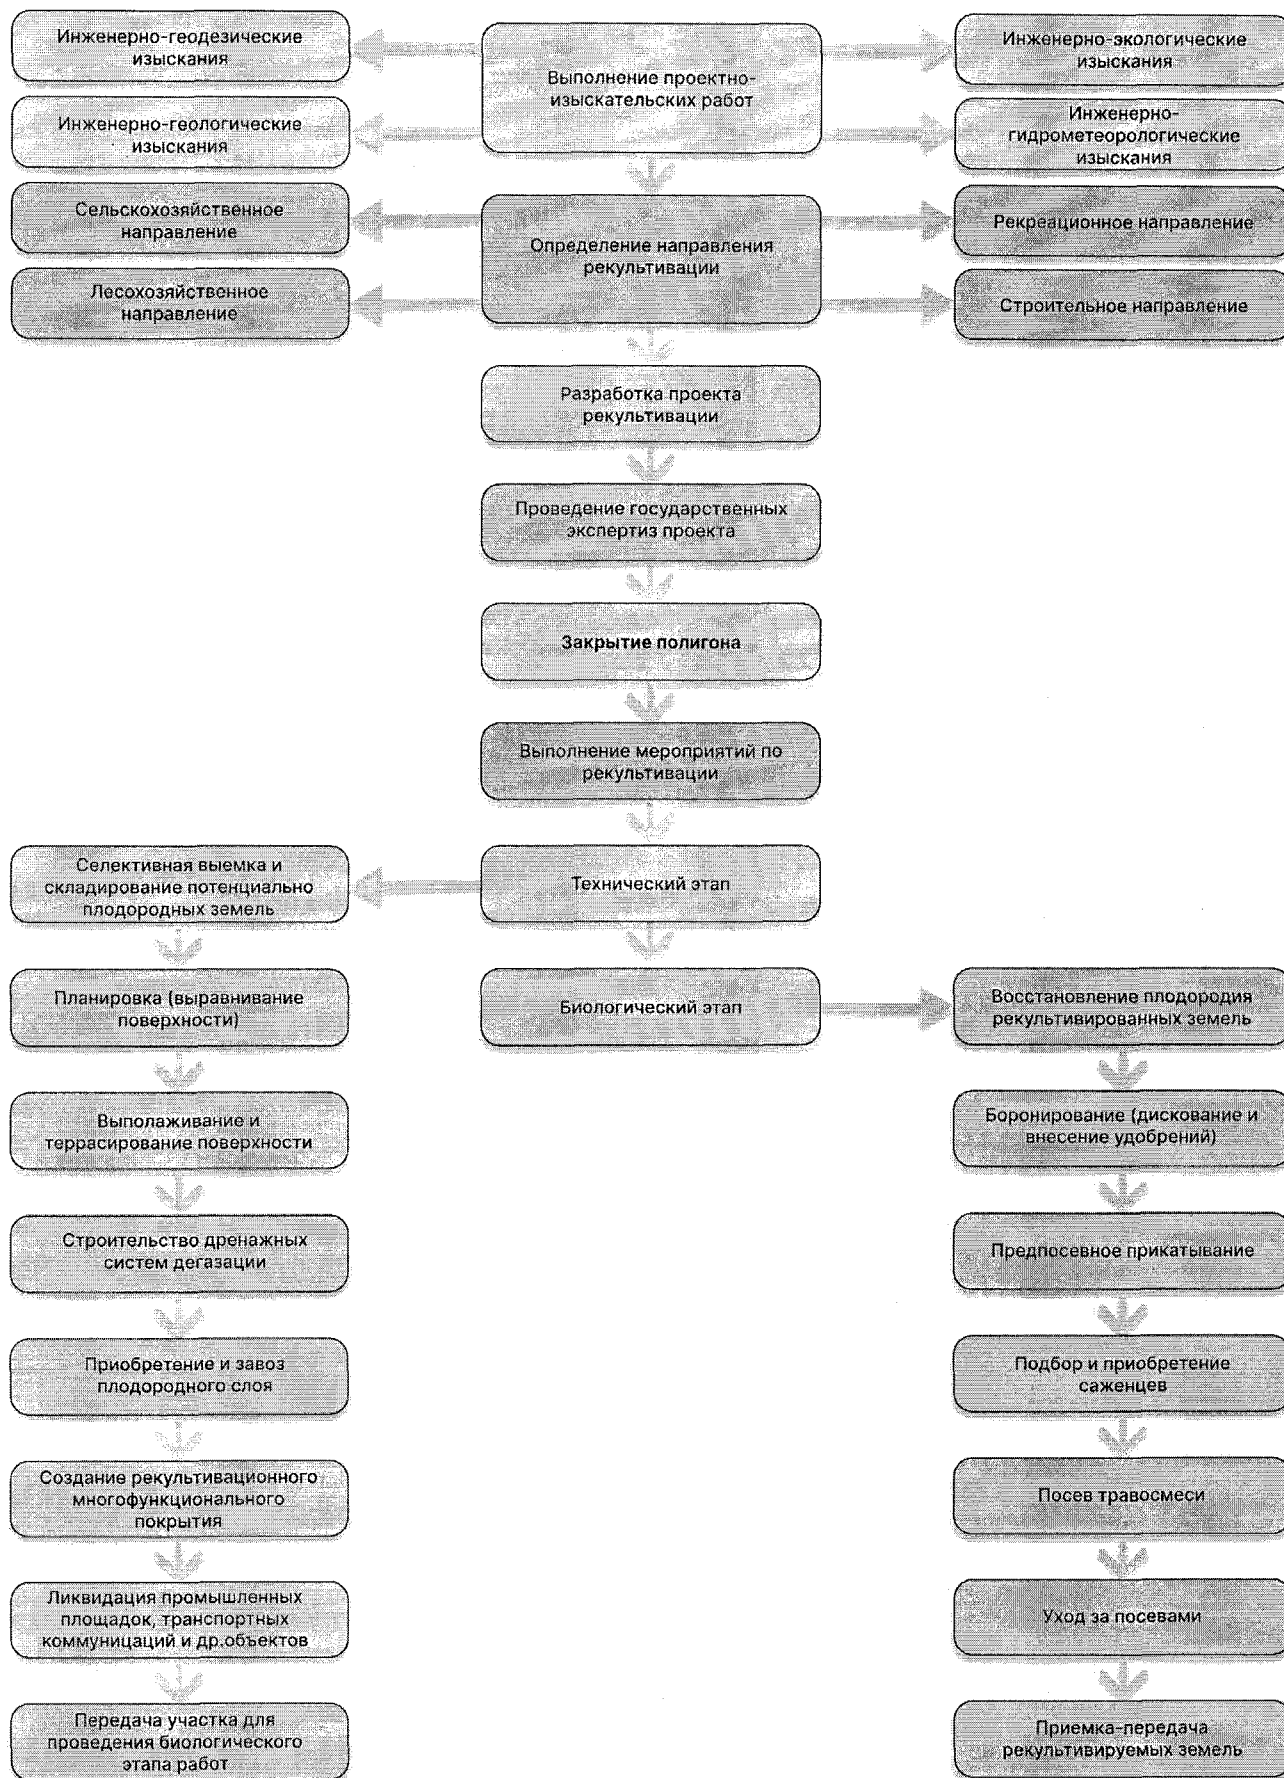 Инженерно-геодезические
изыскания
Выполнение проектно-
изыскательских работ
Инженерно-экологические
изыскания
Инженерно-геологические
изыскания
Инженерно-
гидрометеорологические
изыскания
Сельскохозяйственное
направление
Определение направления
рекультивации
Рекреационное направление
Лесохозяйственное
направление
Строительное направление
Разработка проекта
рекультивации
Проведение государственных
экспертиз проекта
Закрытие полигона
Выполнение мероприятий по
рекультивации
Технический этап
Селективная выемка и
складирование потенциально
плодородных земель
Планировка (выравнивание
поверхности)
Выполаживание и
террасирование поверхности
Строительство дренажных
систем дегазации
Приобретение и завоз
плодородного слоя
Создание рекультивационного
многофункционального
покрытия
Ликвидация промышленных
площадок, транспортных
коммуницаций и др.объектов
Передача участка для
проведения биологического
этапа работ
Биологический этап
Восстановление плодородия
рекультивированных земель
Боронирование (дискование и
внесение удобрений)
Предпосевное прикатывание
Подбор и приобретение
саженцев
Посев травосмеси
Уход за посевами
Приемка-передача
рекультивируемых земель